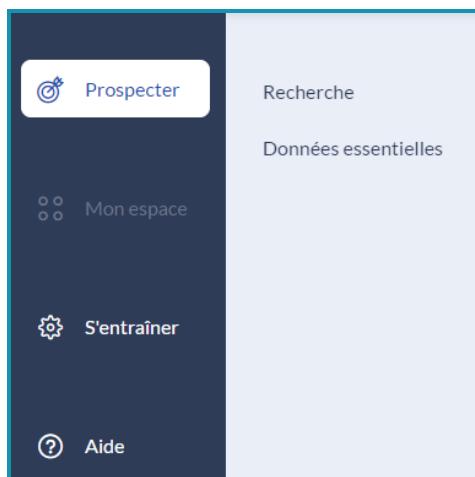 Prospecter
Mon espace
S'entraîner
Aide
Recherche
Données essentielles